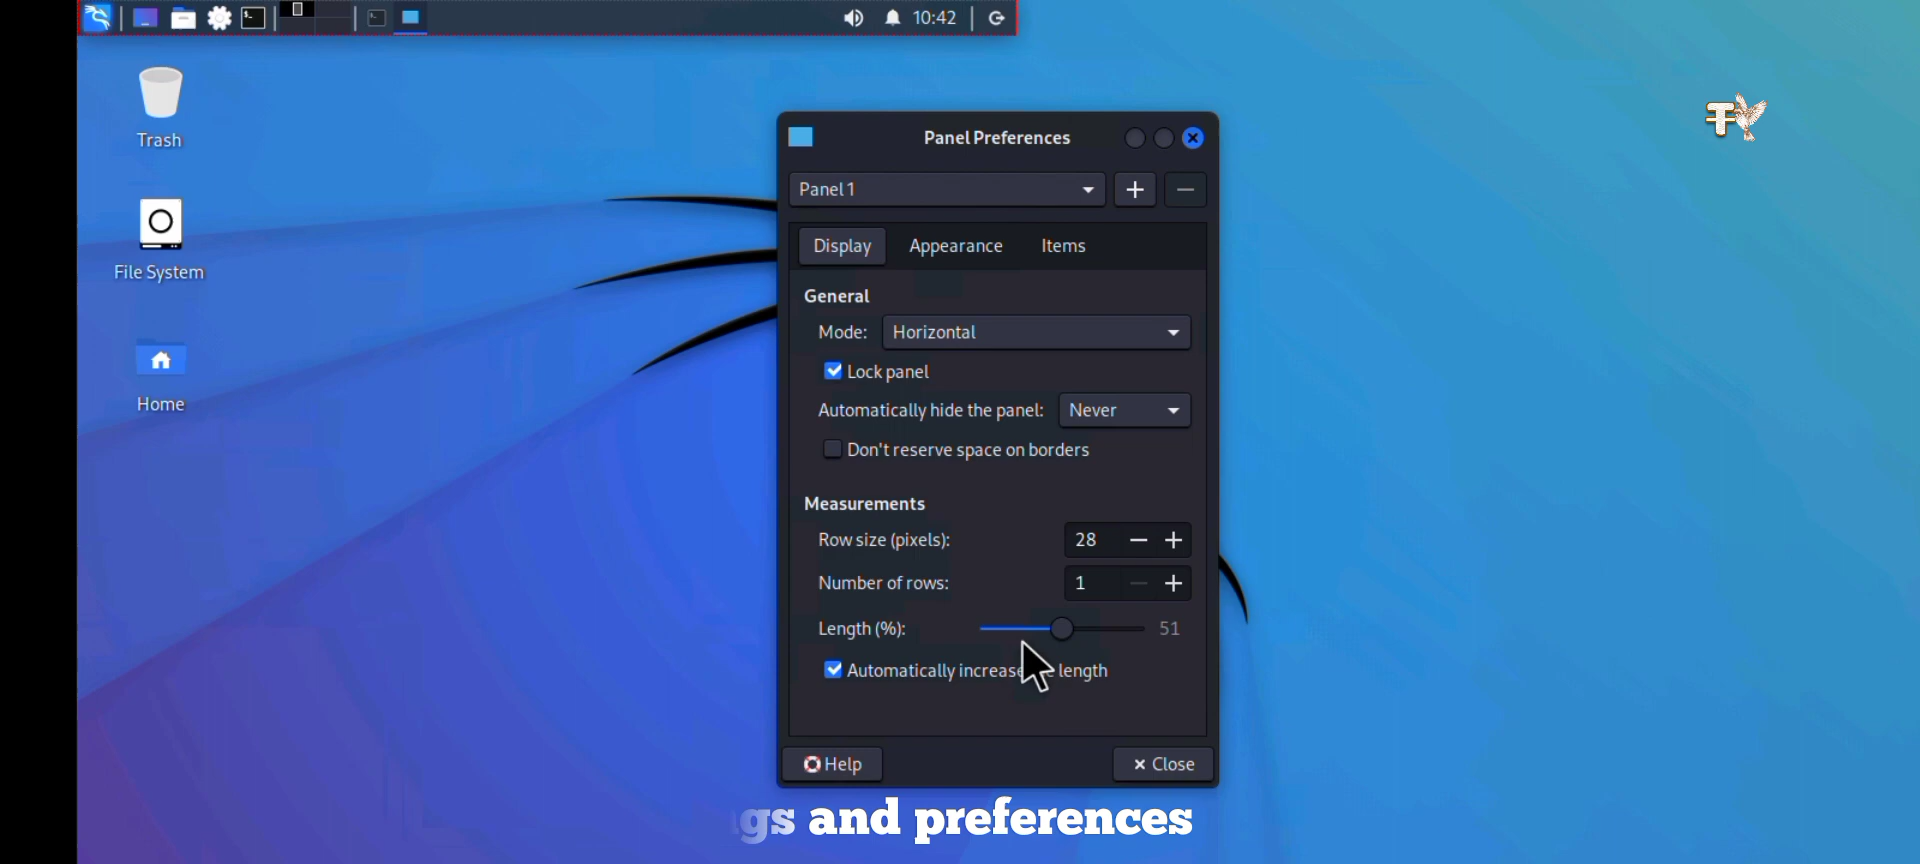 10:42
Trash
File System
Home
Panel Preferences
Panel 1
Display Appearance Items
General
Mode: Horizontal
Lock panel
Automatically hide the panel: Never
Don't reserve space on borders
Measurements
Row size (pixels): 28
Number of rows: 1
Length (%): 51
Automatically increase length
Help Close
and preferences